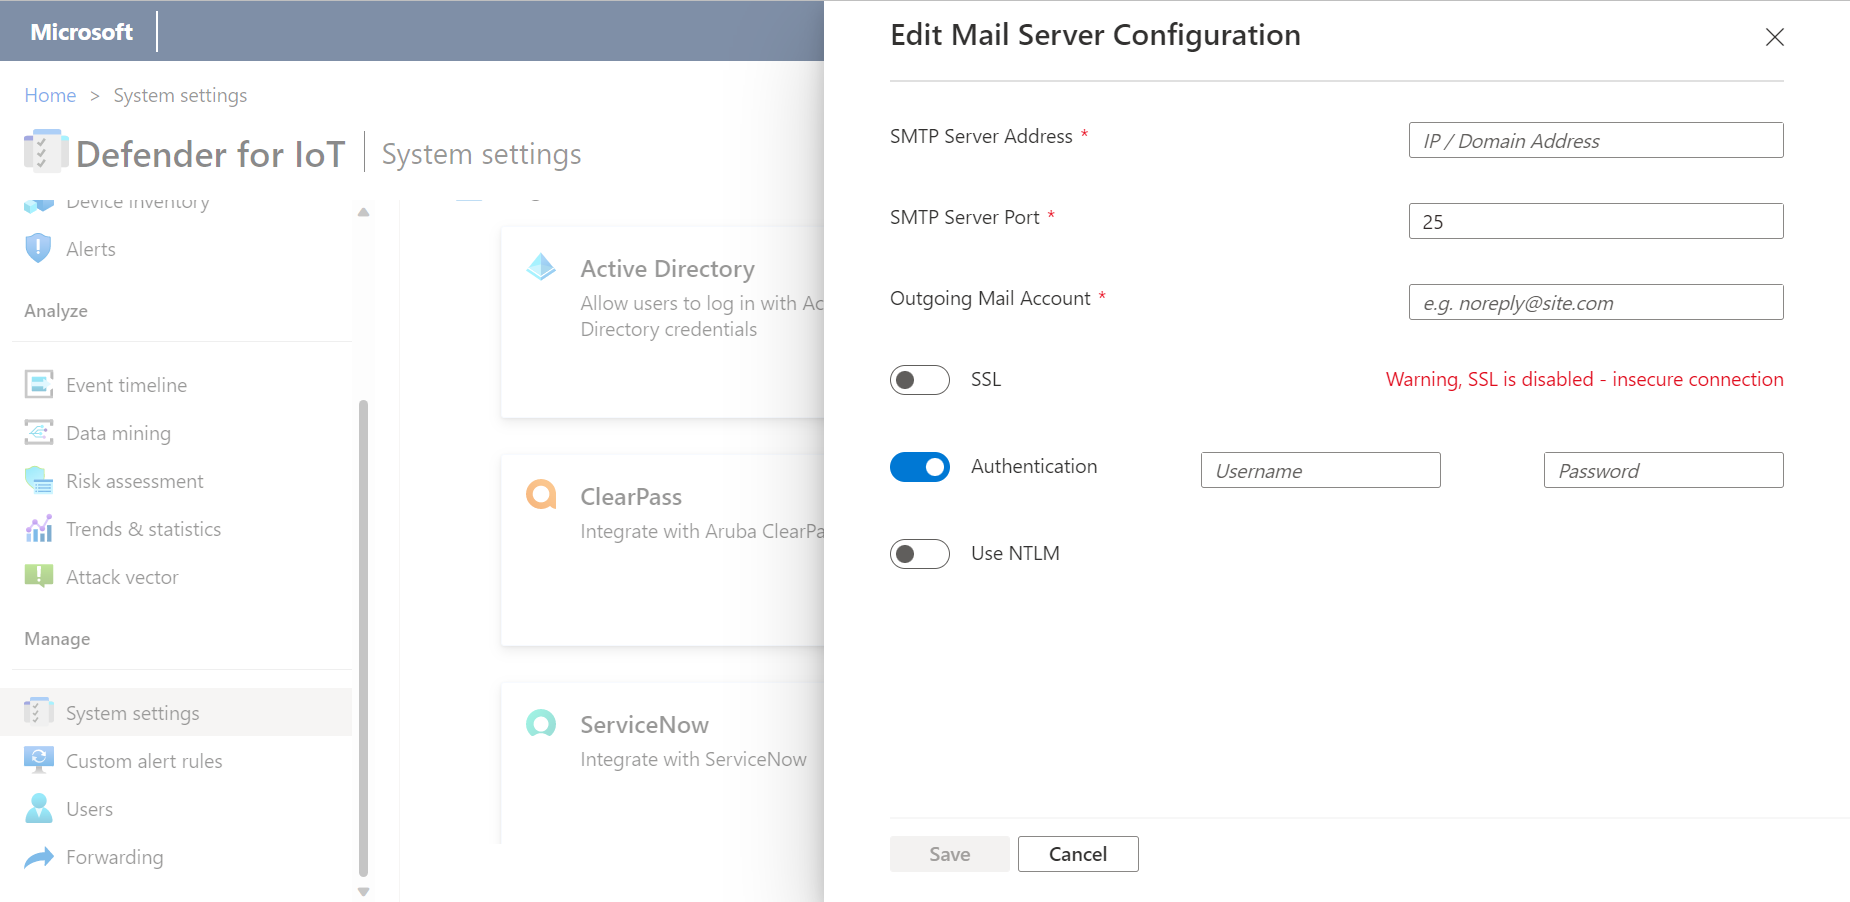 Microsoft
Home > System settings
Defender for IoT
System settings
Device inventory
Alerts
Analyze
Event timeline
Data mining
Risk assessment
Trends & statistics
Attack vector
Manage
System settings
Custom alert rules
Users
Forwarding
Active Directory
Allow users to log in with Ac
Directory credentials
ClearPass
Integrate with Aruba ClearPa
ServiceNow
Integrate with ServiceNow
Edit Mail Server Configuration
SMTP Server Address *
IP / Domain Address
SMTP Server Port *
25
Outgoing Mail Account *
e.g. noreply@site.com
SSL
Warning, SSL is disabled - insecure connection
Authentication
Username
Password
Use NTLM
Save
Cancel